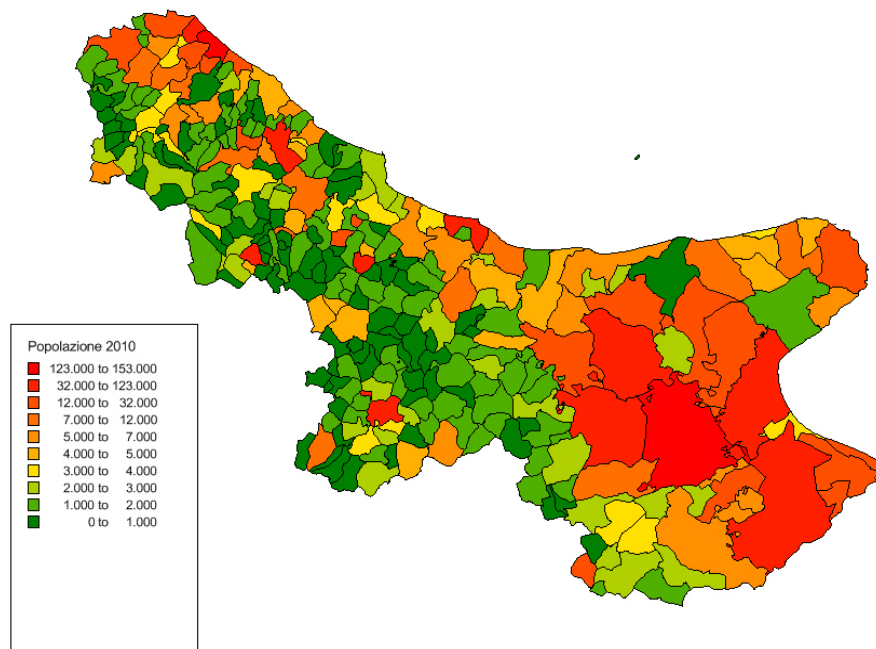 Popolazione 2010
123.000 to 153.000
32.000 to 123.000
12.000 to 32.000
7.000 to 12.000
5.000 to 7.000
4.000 to 5.000
3.000 to 4.000
2.000 to 3.000
1.000 to 2.000
0 to 1.000